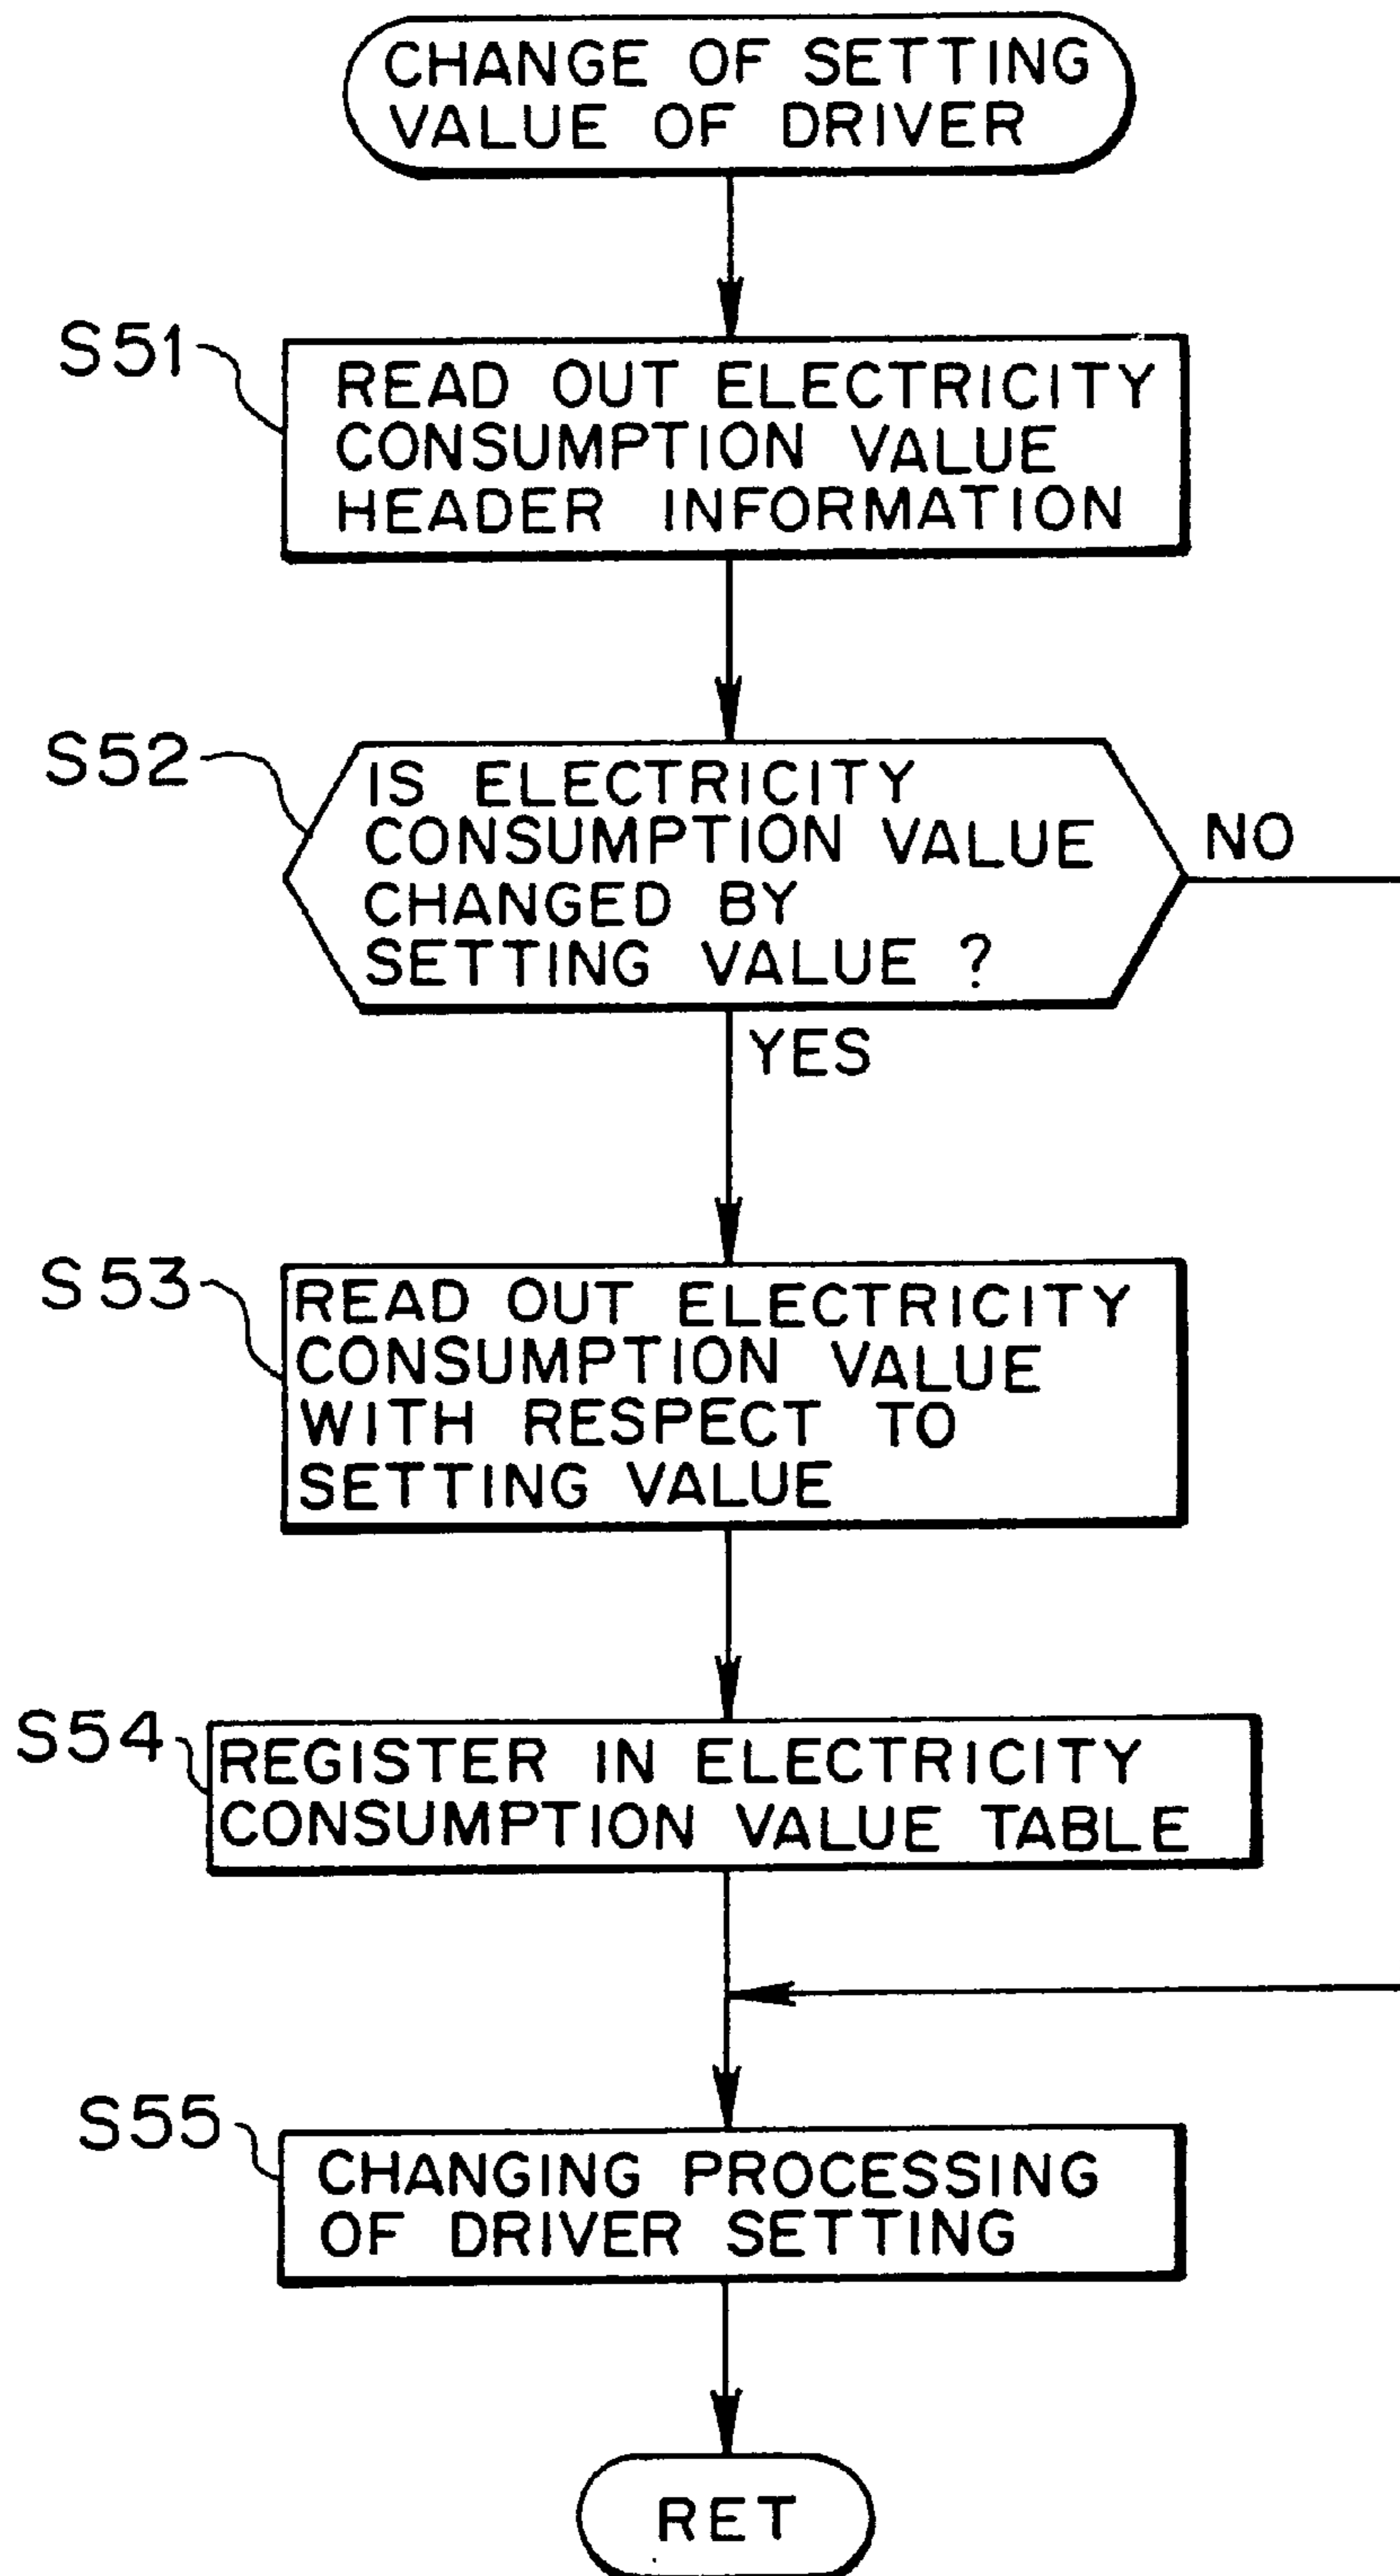 CHANGE OF SETTING
VALUE OF DRIVER
S51
READ OUT ELECTRICITY
CONSUMPTION VALUE
HEADER INFORMATION
S52
IS ELECTRICITY
CONSUMPTION VALUE
CHANGED BY
SETTING VALUE ?
NO
YES
S53
READ OUT ELECTRICITY
CONSUMPTION VALUE
WITH RESPECT TO
SETTING VALUE
S54
REGISTER IN ELECTRICITY
CONSUMPTION VALUE TABLE
S55
CHANGING PROCESSING
OF DRIVER SETTING
RET